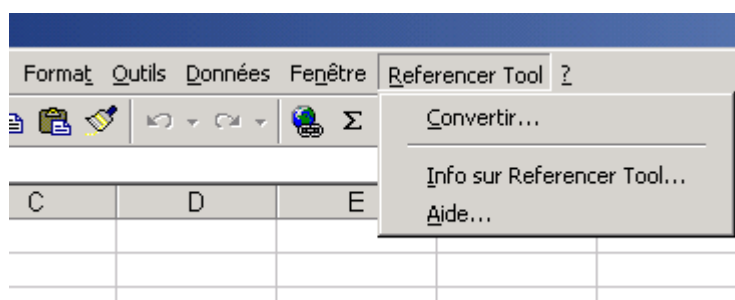 Format Outils Données Fenêtre Referencer Tool ?
Σ
Convertir...
Info sur Referencer Tool...
Aide...
C D E